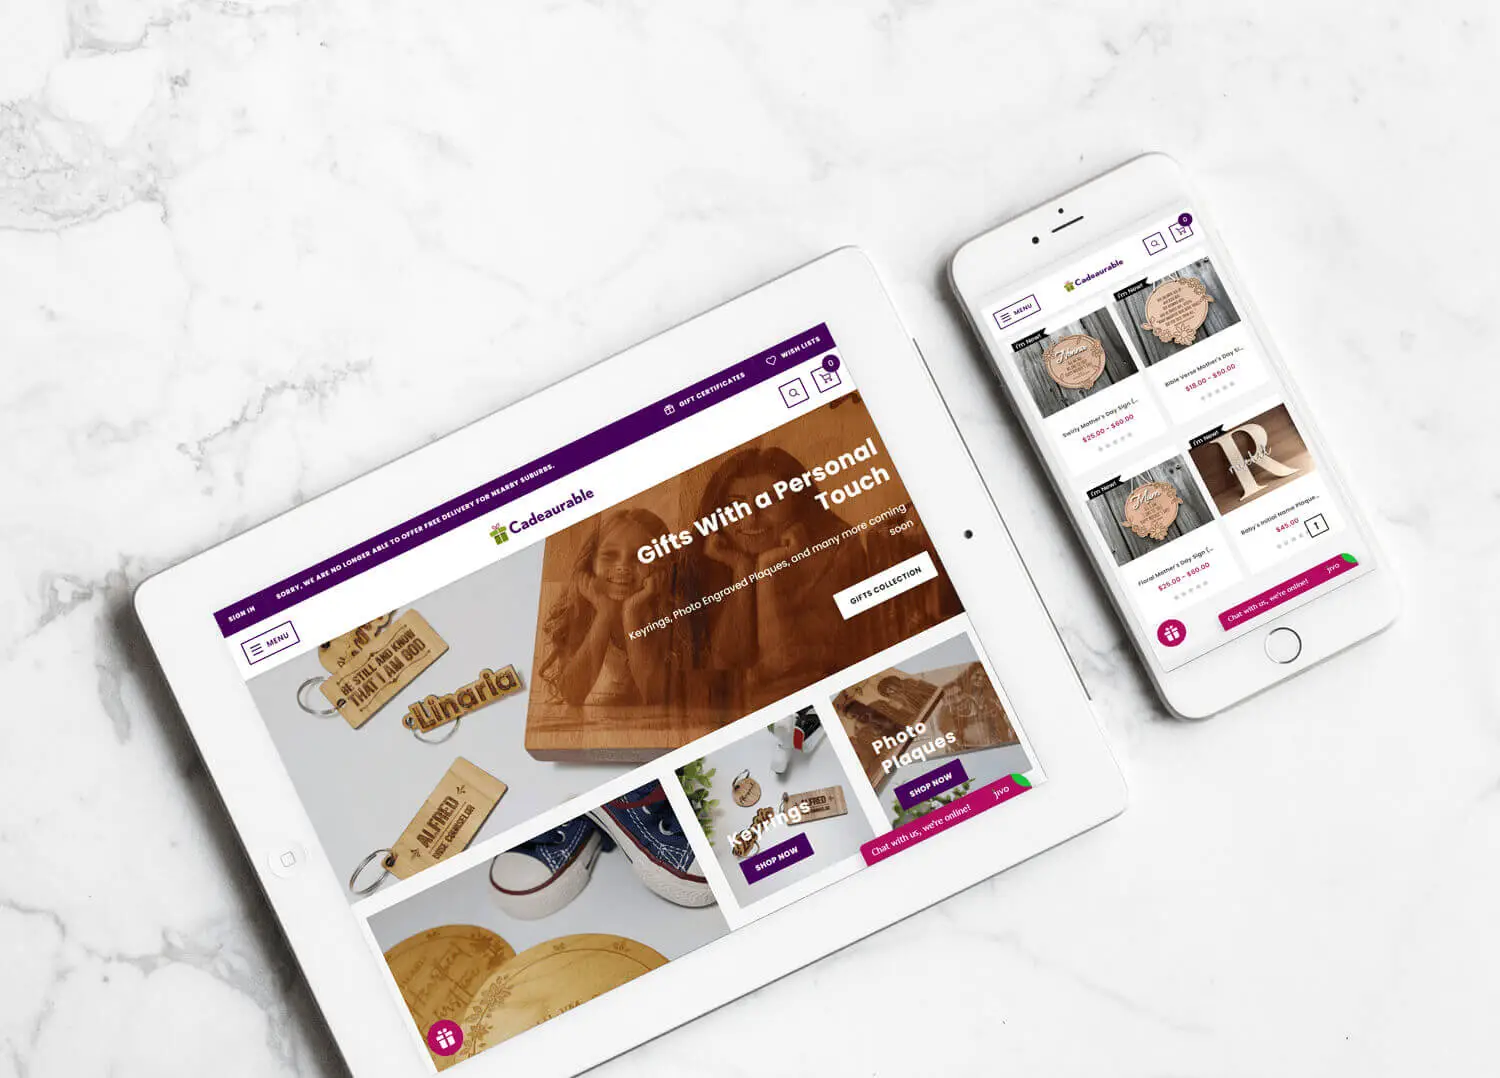 SIGN IN
SORRY, WE ARE NO LONGER ABLE TO OFFER FREE DELIVERY FOR NEARBY SUBURBS.
GIFT CERTIFICATES
WISH LISTS
MENU
Cadeaurable
0
Gifts With a Personal
Touch
Keyrings, Photo Engraved Plaques, and many more coming
soon
GIFTS COLLECTION
BE STILL AND KNOW
THAT I AM GOD
Linaria
ALFRED
Keyrings
SHOP NOW
ALFRED
Photo
Plaques
SHOP NOW
Chat with us, we're online!
jivo
MENU
Cadeaurable
0
I'm New!
Swirly Mother's Day Sign (...
$25.00 - $60.00
I'm New!
Bible Verse Mother's Day Si...
$18.00 - $50.00
I'm New!
Mum
Floral Mother's Day Sign (...
$25.00 - $60.00
I'm New!
R
Baby's Initial Name Plaque...
$45.00
Chat with us, we're online!
jivo